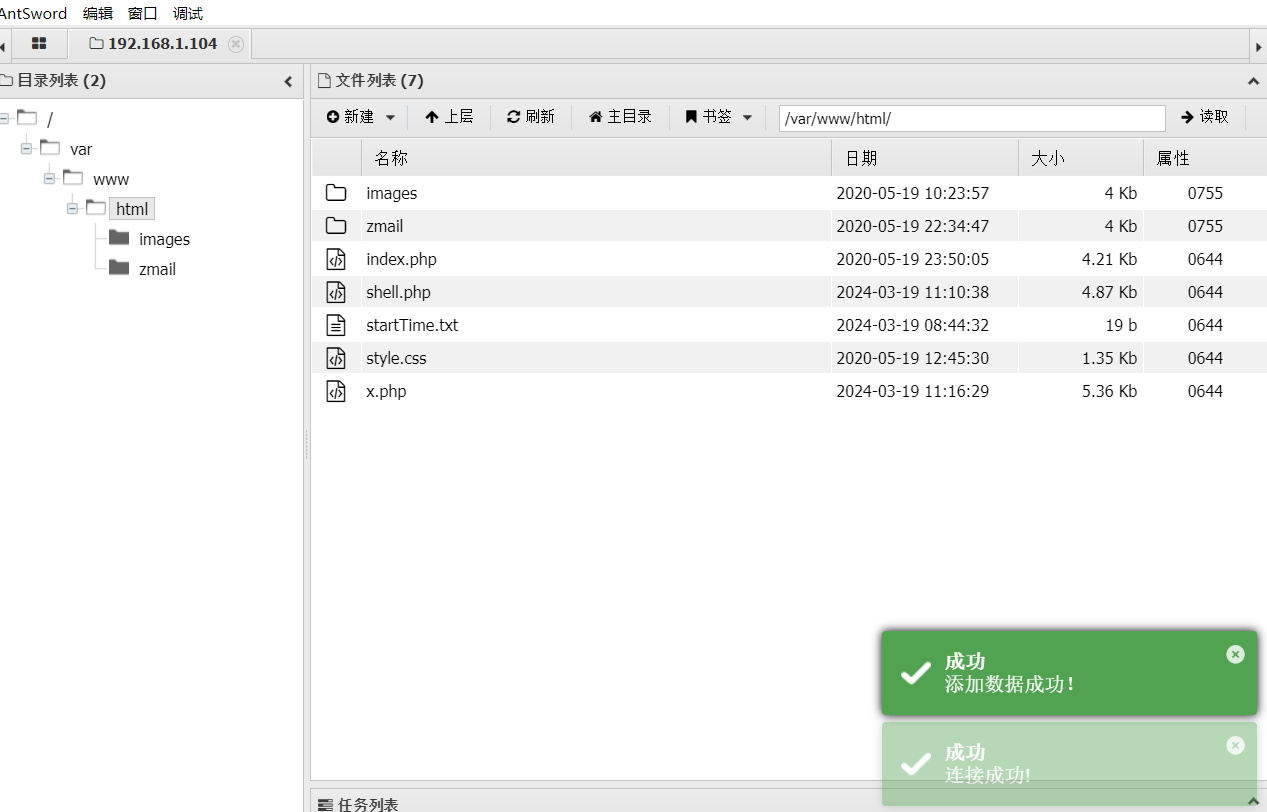 AntSword 编辑 窗口 调试
192.168.1.104
目录列表 (2)
/
var
www
html
images
zmail
文件列表 (7)
新建 上层 刷新 主目录 书签 /var/www/html/ 读取
名称 日期 大小 属性
images 2020-05-19 10:23:57 4 Kb 0755
zmail 2020-05-19 22:34:47 4 Kb 0755
index.php 2020-05-19 23:50:05 4.21 Kb 0644
shell.php 2024-03-19 11:10:38 4.87 Kb 0644
startTime.txt 2024-03-19 08:44:32 19 b 0644
style.css 2020-05-19 12:45:30 1.35 Kb 0644
x.php 2024-03-19 11:16:29 5.36 Kb 0644
成功
添加数据成功!
成功
连接成功!
任务列表